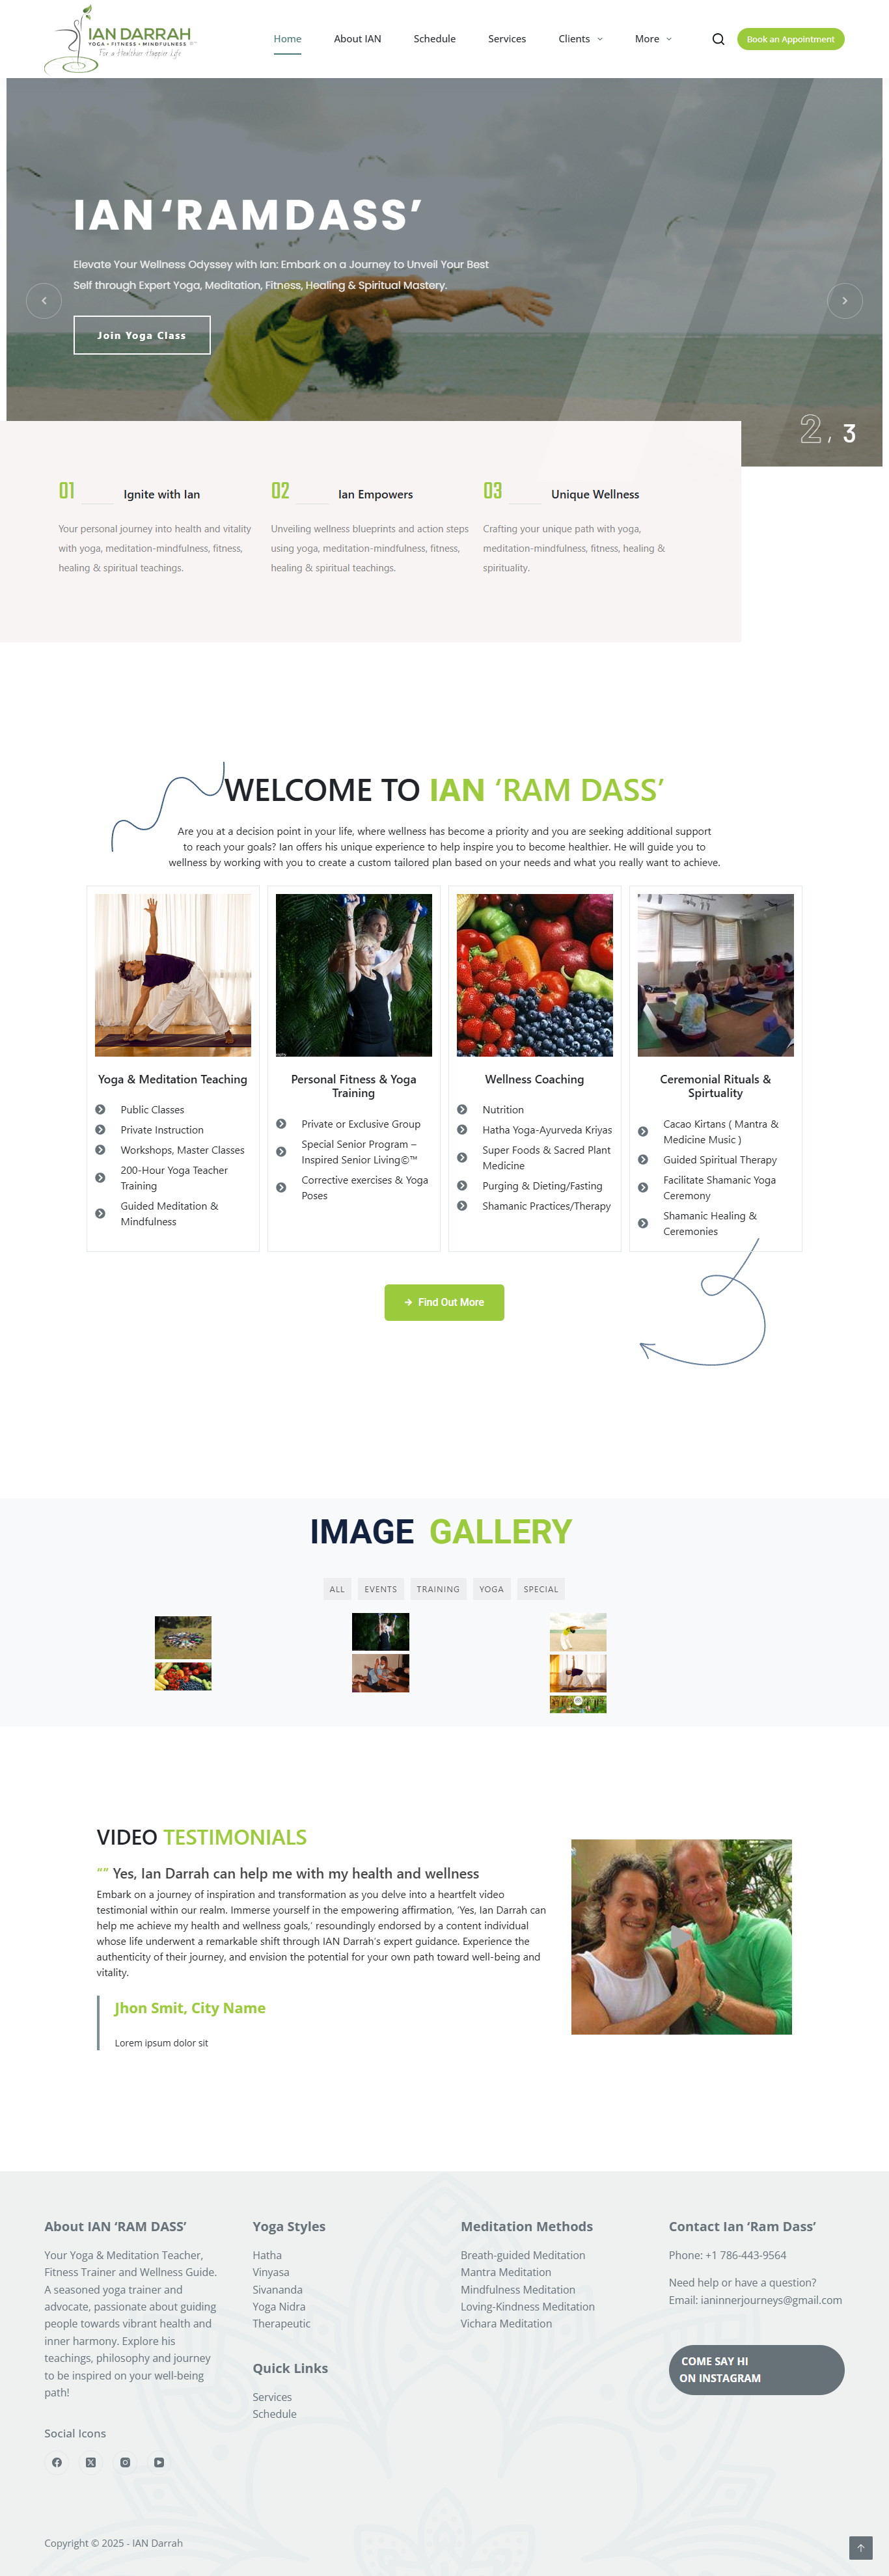 IAN DARRAH
YOGA • FITNESS • MINDFULNESS
For a Healthier Happier Life
Home
About IAN
Schedule
Services
Clients
More
Book an Appointment
IAN ‘RAMDASS’
Elevate Your Wellness Odyssey with Ian: Embark on a Journey to Unveil Your Best
Self through Expert Yoga, Meditation, Fitness, Healing & Spiritual Mastery.
Join Yoga Class
2, 3
01 Ignite with Ian
Your personal journey into health and vitality
with yoga, meditation-mindfulness, fitness,
healing & spiritual teachings.
02 Ian Empowers
Unveiling wellness blueprints and action steps
using yoga, meditation-mindfulness, fitness,
healing & spiritual teachings.
03 Unique Wellness
Crafting your unique path with yoga,
meditation-mindfulness, fitness, healing &
spirituality.
WELCOME TO IAN ‘RAM DASS’
Are you at a decision point in your life, where wellness has become a priority and you are seeking additional support
to reach your goals? Ian offers his unique experience to help inspire you to become healthier. He will guide you to
wellness by working with you to create a custom tailored plan based on your needs and what you really want to achieve.
Yoga & Meditation Teaching
Public Classes
Private Instruction
Workshops, Master Classes
200-Hour Yoga Teacher
Training
Guided Meditation &
Mindfulness
Personal Fitness & Yoga
Training
Private or Exclusive Group
Special Senior Program –
Inspired Senior Living©™
Corrective exercises & Yoga
Poses
Wellness Coaching
Nutrition
Hatha Yoga-Ayurveda Kriyas
Super Foods & Sacred Plant
Medicine
Purging & Dieting/Fasting
Shamanic Practices/Therapy
Ceremonial Rituals &
Spirtuality
Cacao Kirtans ( Mantra &
Medicine Music )
Guided Spiritual Therapy
Facilitate Shamanic Yoga
Ceremony
Shamanic Healing &
Ceremonies
Find Out More
IMAGE GALLERY
ALL
EVENTS
TRAINING
YOGA
SPECIAL
VIDEO TESTIMONIALS
“” Yes, Ian Darrah can help me with my health and wellness
Embark on a journey of inspiration and transformation as you delve into a heartfelt video
testimonial within our realm. Immerse yourself in the empowering affirmation, ‘Yes, Ian Darrah can
help me achieve my health and wellness goals,’ resoundingly endorsed by a content individual
whose life underwent a remarkable shift through IAN Darrah’s expert guidance. Experience the
authenticity of their journey, and envision the potential for your own path toward well-being and
vitality.
Jhon Smit, City Name
Lorem ipsum dolor sit
About IAN ‘RAM DASS’
Your Yoga & Meditation Teacher,
Fitness Trainer and Wellness Guide.
A seasoned yoga trainer and
advocate, passionate about guiding
people towards vibrant health and
inner harmony. Explore his
teachings, philosophy and journey
to be inspired on your well-being
path!
Social Icons
Yoga Styles
Hatha
Vinyasa
Sivananda
Yoga Nidra
Therapeutic
Quick Links
Services
Schedule
Meditation Methods
Breath-guided Meditation
Mantra Meditation
Mindfulness Meditation
Loving-Kindness Meditation
Vichara Meditation
Contact Ian ‘Ram Dass’
Phone: +1 786-443-9564
Need help or have a question?
Email: ianinnerjourneys@gmail.com
COME SAY HI
ON INSTAGRAM
Copyright © 2025 - IAN Darrah